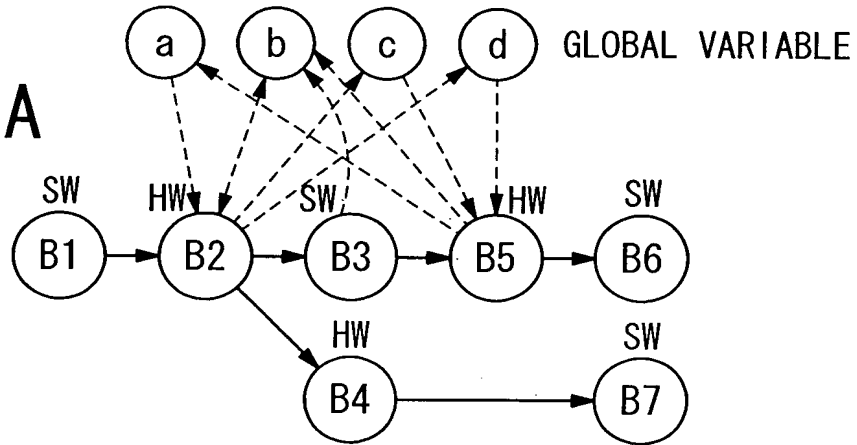 a b c d GLOBAL VARIABLE
A
SW HW SW HW SW
B1 B2 B3 B5 B6
HW SW
B4 B7